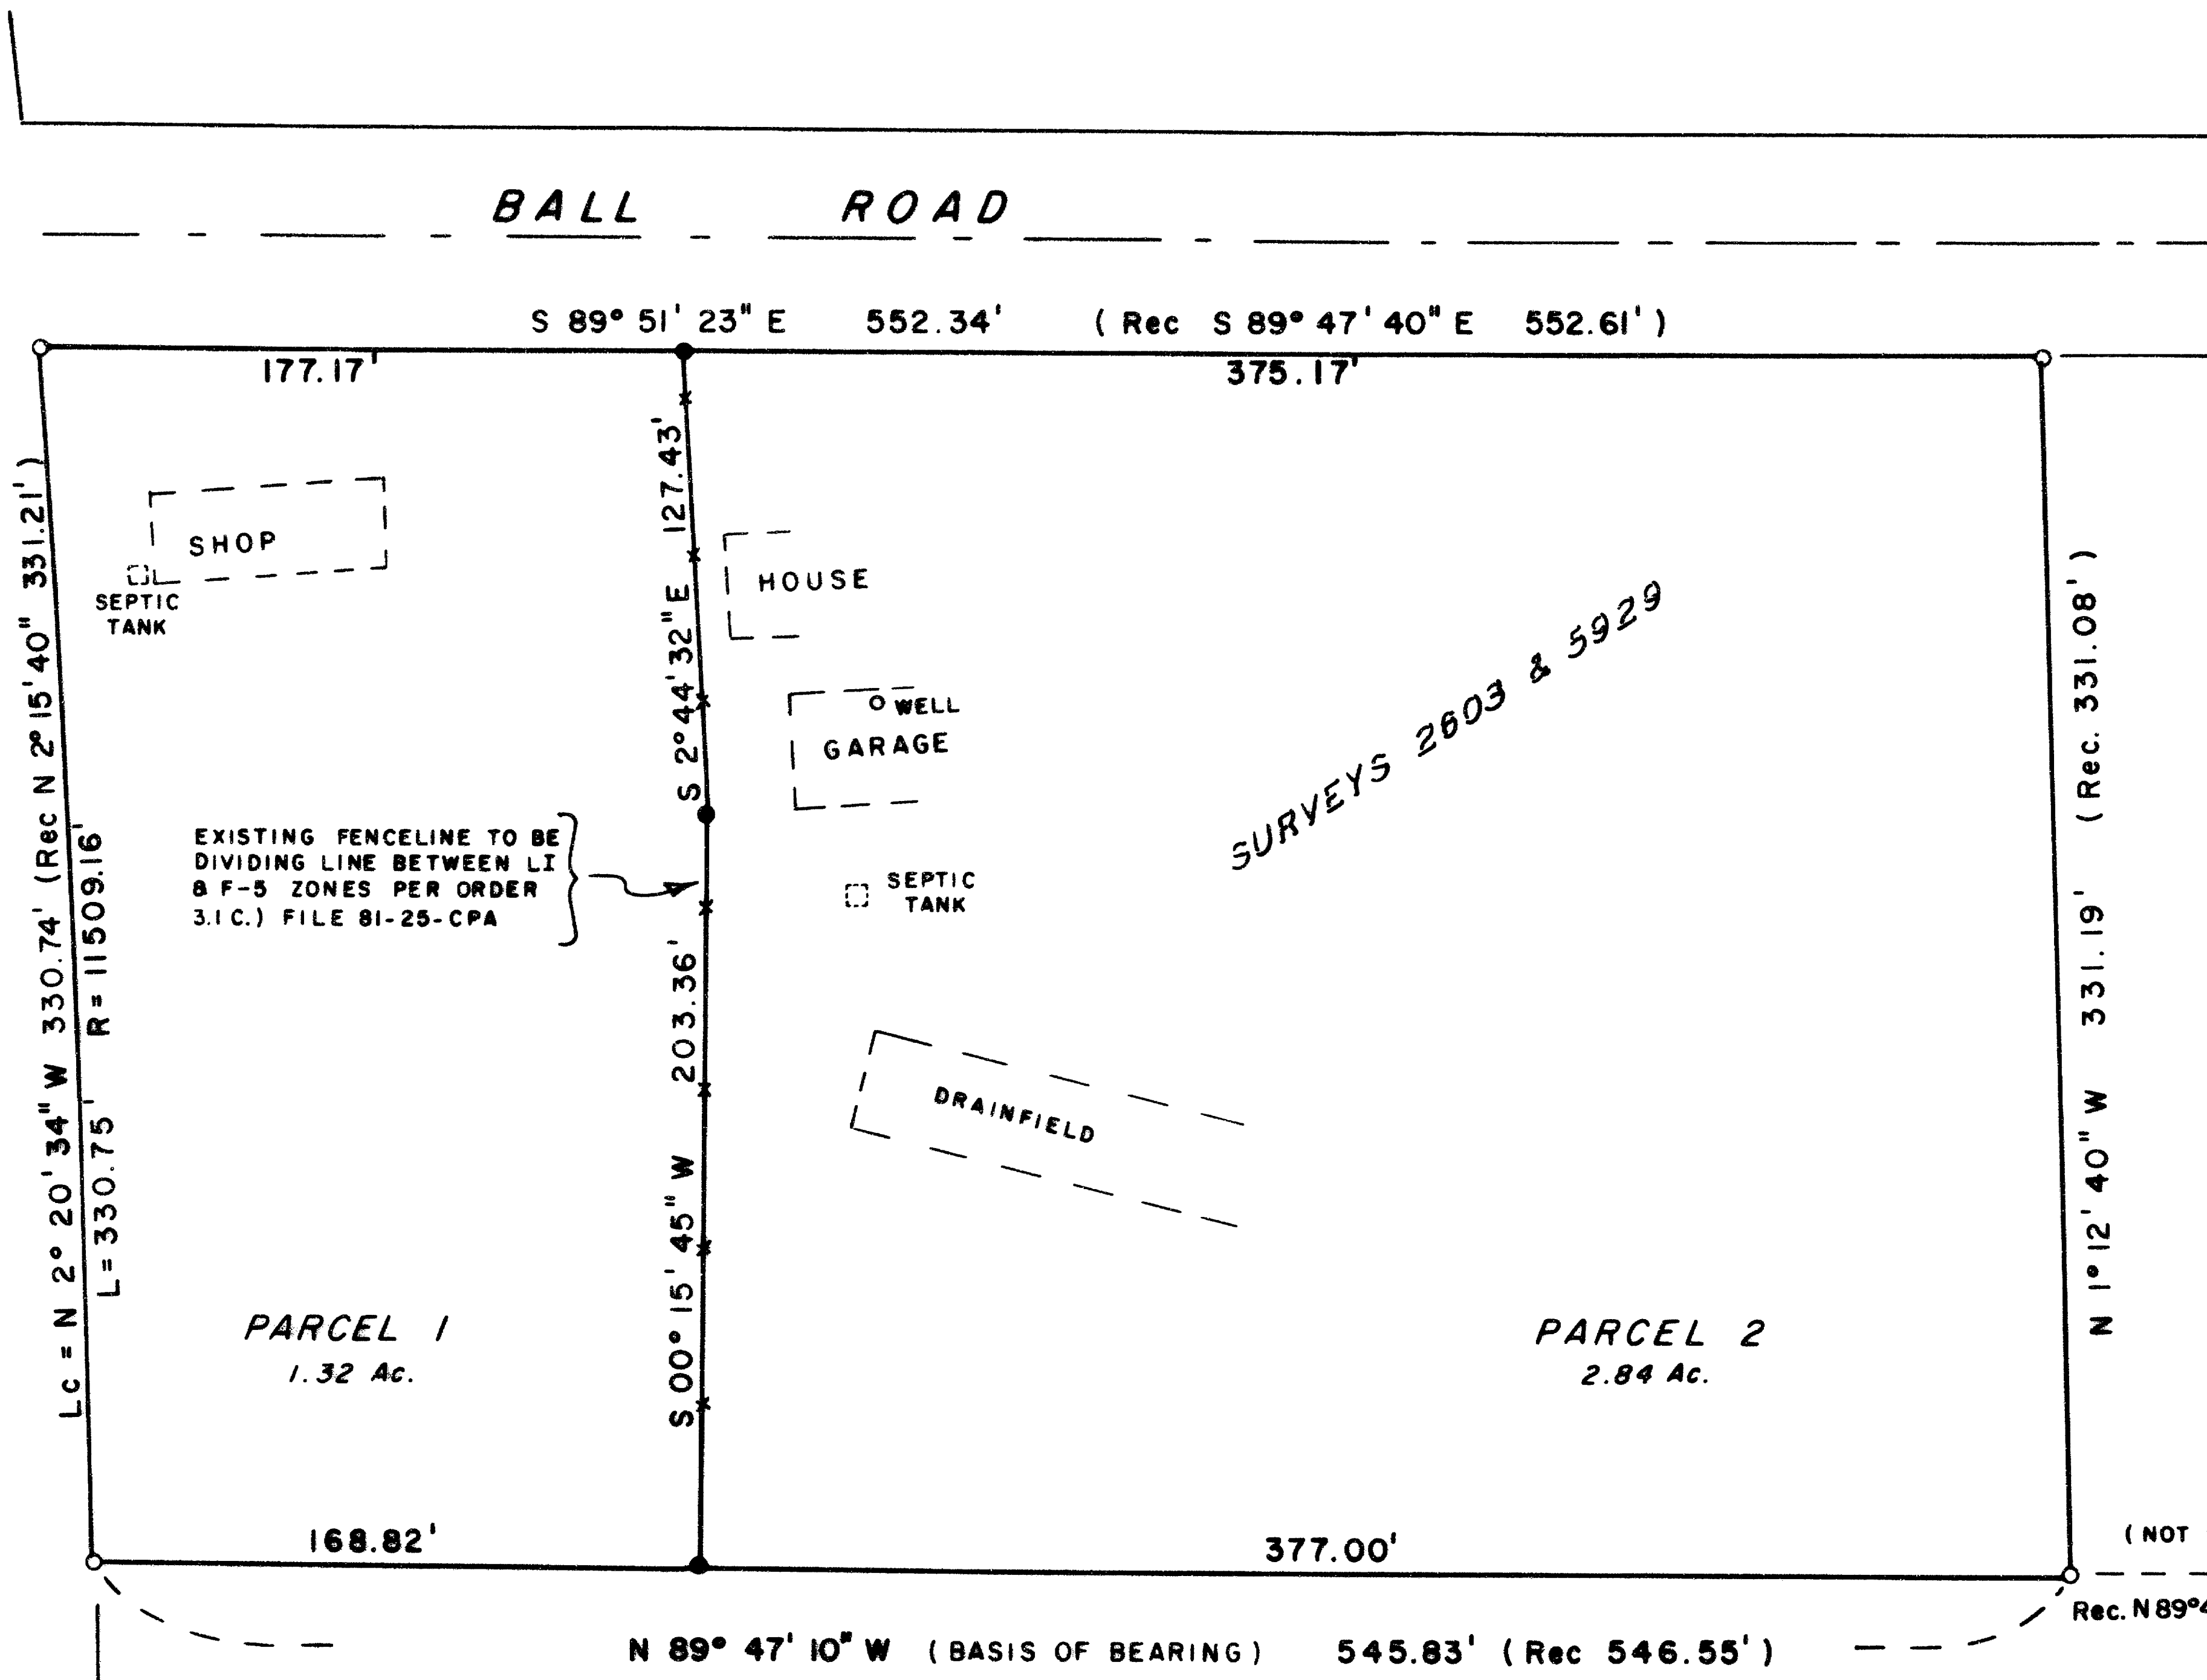 BALL ROAD
S 89° 51' 23" E 552.34' ( Rec S 89° 47' 40" E 552.61' )
177.17'
375.17'
Lc = N 2° 20' 34" W 330.74' (Rec N 2° 15' 40" 331.21')
L = 330.75' R = 11509.16'
SHOP
SEPTIC
TANK
S 2° 44' 32" E 127.43'
HOUSE
WELL
GARAGE
SURVEYS 2603 & 5929
EXISTING FENCELINE TO BE
DIVIDING LINE BETWEEN LI
& F-5 ZONES PER ORDER
3.1 C.) FILE 81-25-CPA
SEPTIC
TANK
S 00° 15' 45" W 203.36'
DRAINFIELD
N 1° 12' 40" W 331.19' (Rec. 331.08')
PARCEL 1
1.32 Ac.
PARCEL 2
2.84 Ac.
168.82'
377.00'
(NOT
Rec. N 89° 4
N 89° 47' 10" W (BASIS OF BEARING) 545.83' (Rec 546.55')